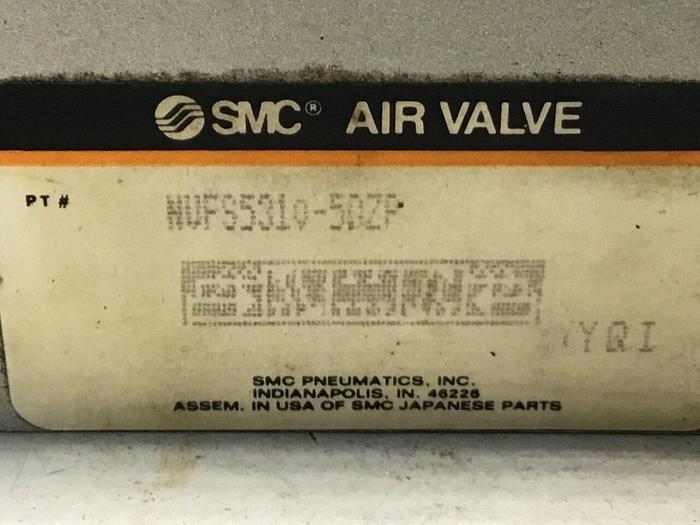 SMC® AIR VALVE
PT # NVFS5310-5DZP
YQI
SMC PNEUMATICS, INC.
INDIANAPOLIS, IN. 46226
ASSEM. IN USA OF SMC JAPANESE PARTS